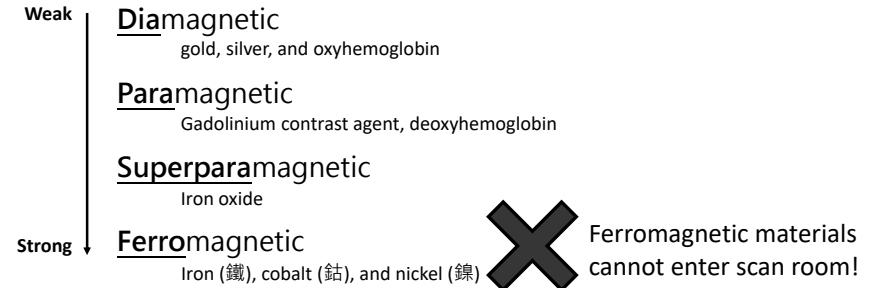 Weak
Diamagnetic
gold, silver, and oxyhemoglobin
Paramagnetic
Gadolinium contrast agent, deoxyhemoglobin
Superparamagnetic
Iron oxide
Strong
Ferromagnetic
Iron (鐵), cobalt (鈷), and nickel (鎳)
Ferromagnetic materials
cannot enter scan room!